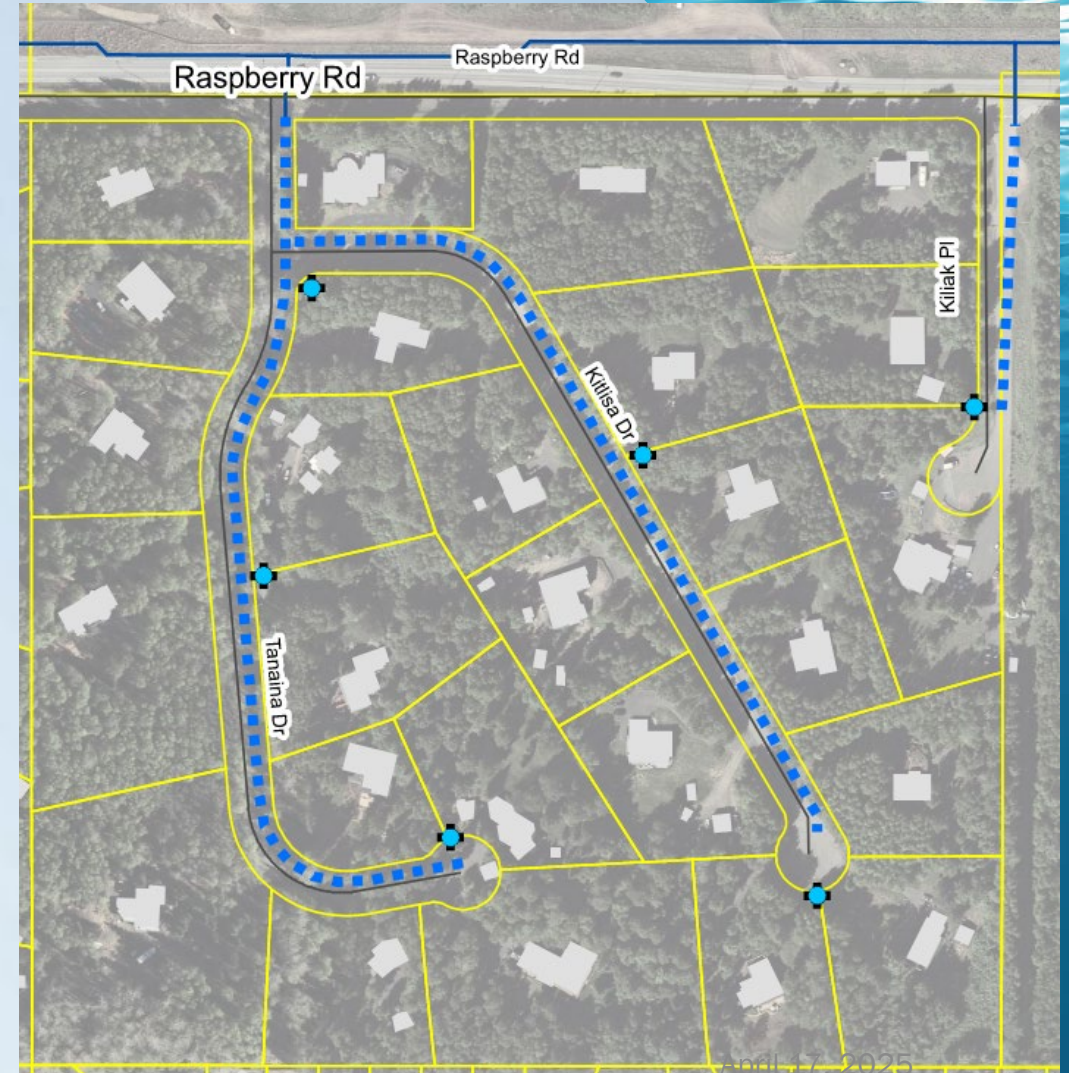 Raspberry Rd
Raspberry Rd
Kiliak Pl
Kitlisa Dr
Tanaina Dr
April 17, 2025